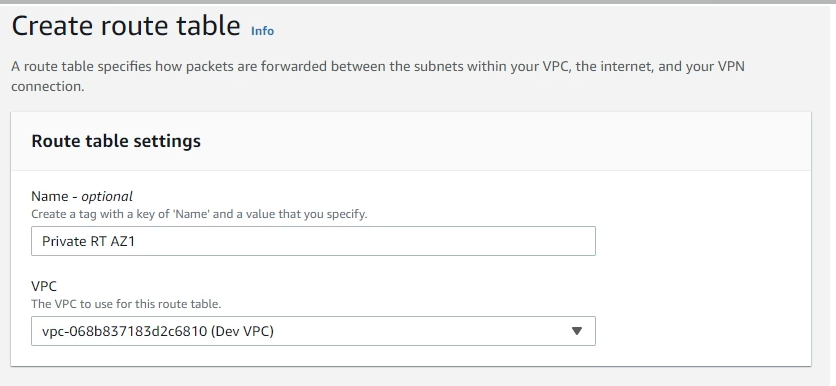 Create route table Info
A route table specifies how packets are forwarded between the subnets within your VPC, the internet, and your VPN
connection.
Route table settings
Name - optional
Create a tag with a key of 'Name' and a value that you specify.
Private RT AZ1
VPC
The VPC to use for this route table.
vpc-068b837183d2c6810 (Dev VPC)